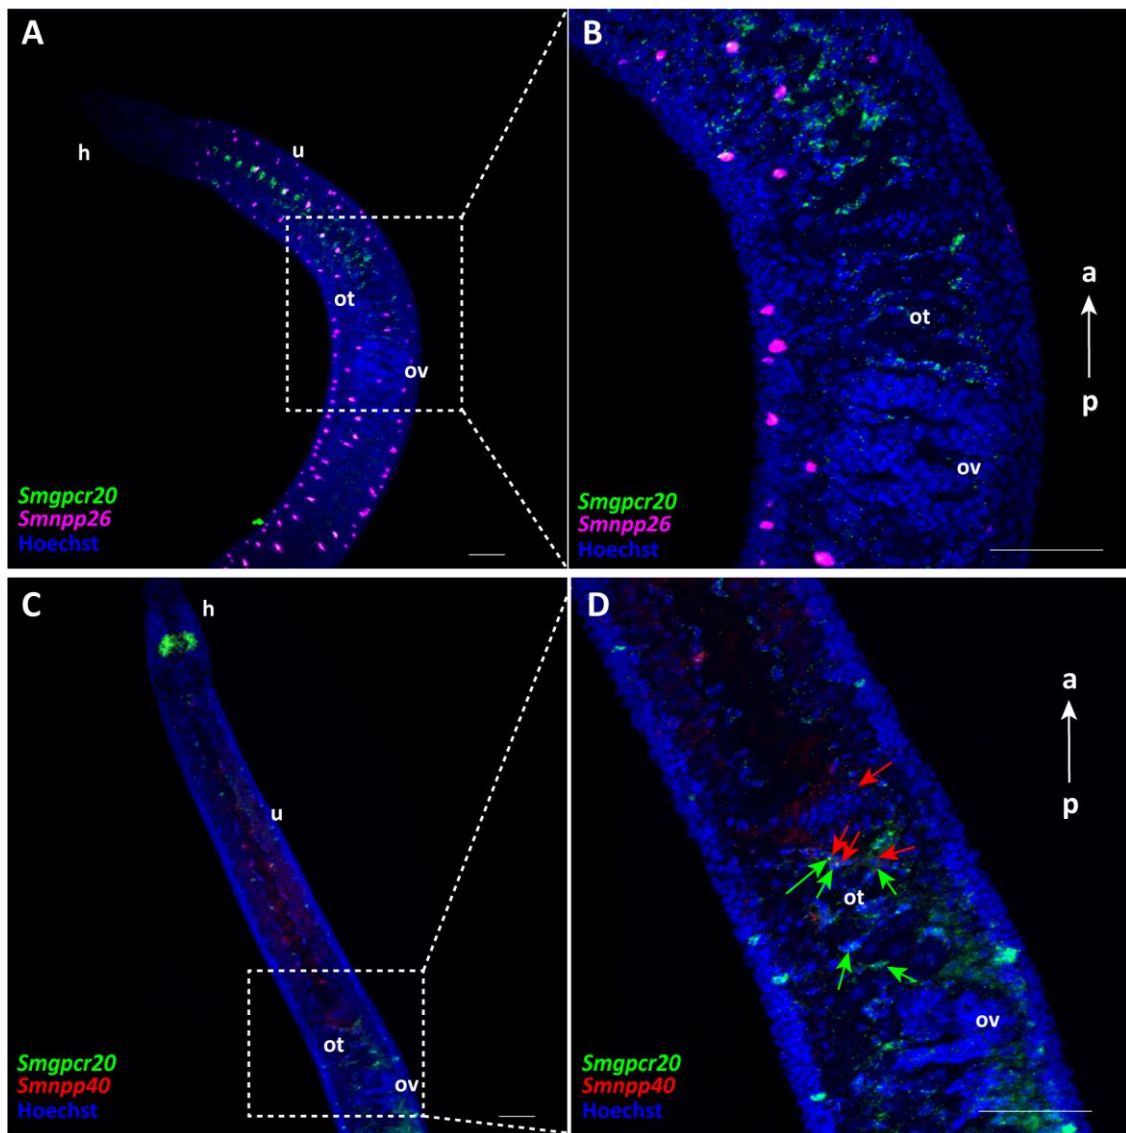 A
h
u
ot
ov
Smgpcr20
Smnpp26
Hoechst
B
a
ot
p
ov
Smgpcr20
Smnpp26
Hoechst
C
h
u
ot
ov
Smgpcr20
Smnpp40
Hoechst
D
a
p
ot
ov
Smgpcr20
Smnpp40
Hoechst